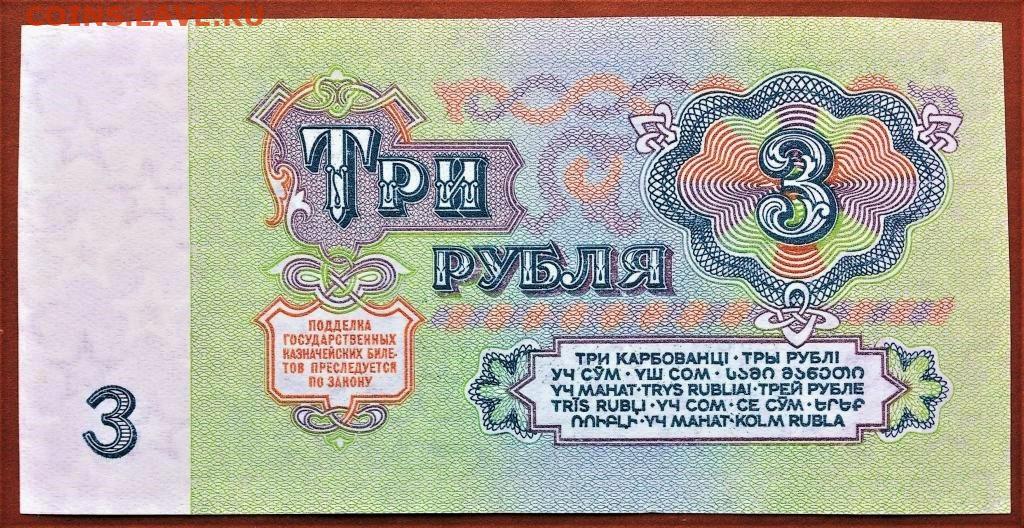 COINS.LAVE.RU
ТРИ
3
РУБЛЯ
ПОДДЕЛКА
ГОСУДАРСТВЕННЫХ
КАЗНАЧЕЙСКИХ БИЛЕ-
ТОВ ПРЕСЛЕДУЕТСЯ
ПО ЗАКОНУ
3
ТРИ КАРБОВАНЦІ · ТРЫ РУБЛІ
УЧ СЎМ · ҮШ СОМ · ᲡᲐᲛᲘ ᲛᲐᲜᲔᲗᲘ
ҮЧ МАНАТ · TRYS RUBLIAI · ТРЕЙ РУБЛЕ
TRĪS RUBĻI · ҮЧ СОМ · СЕ СӮМ · ԵՐԵՔ
ՌՈՒԲԼԻ · ҮЧ МАНАТ · KOLM RUBLA